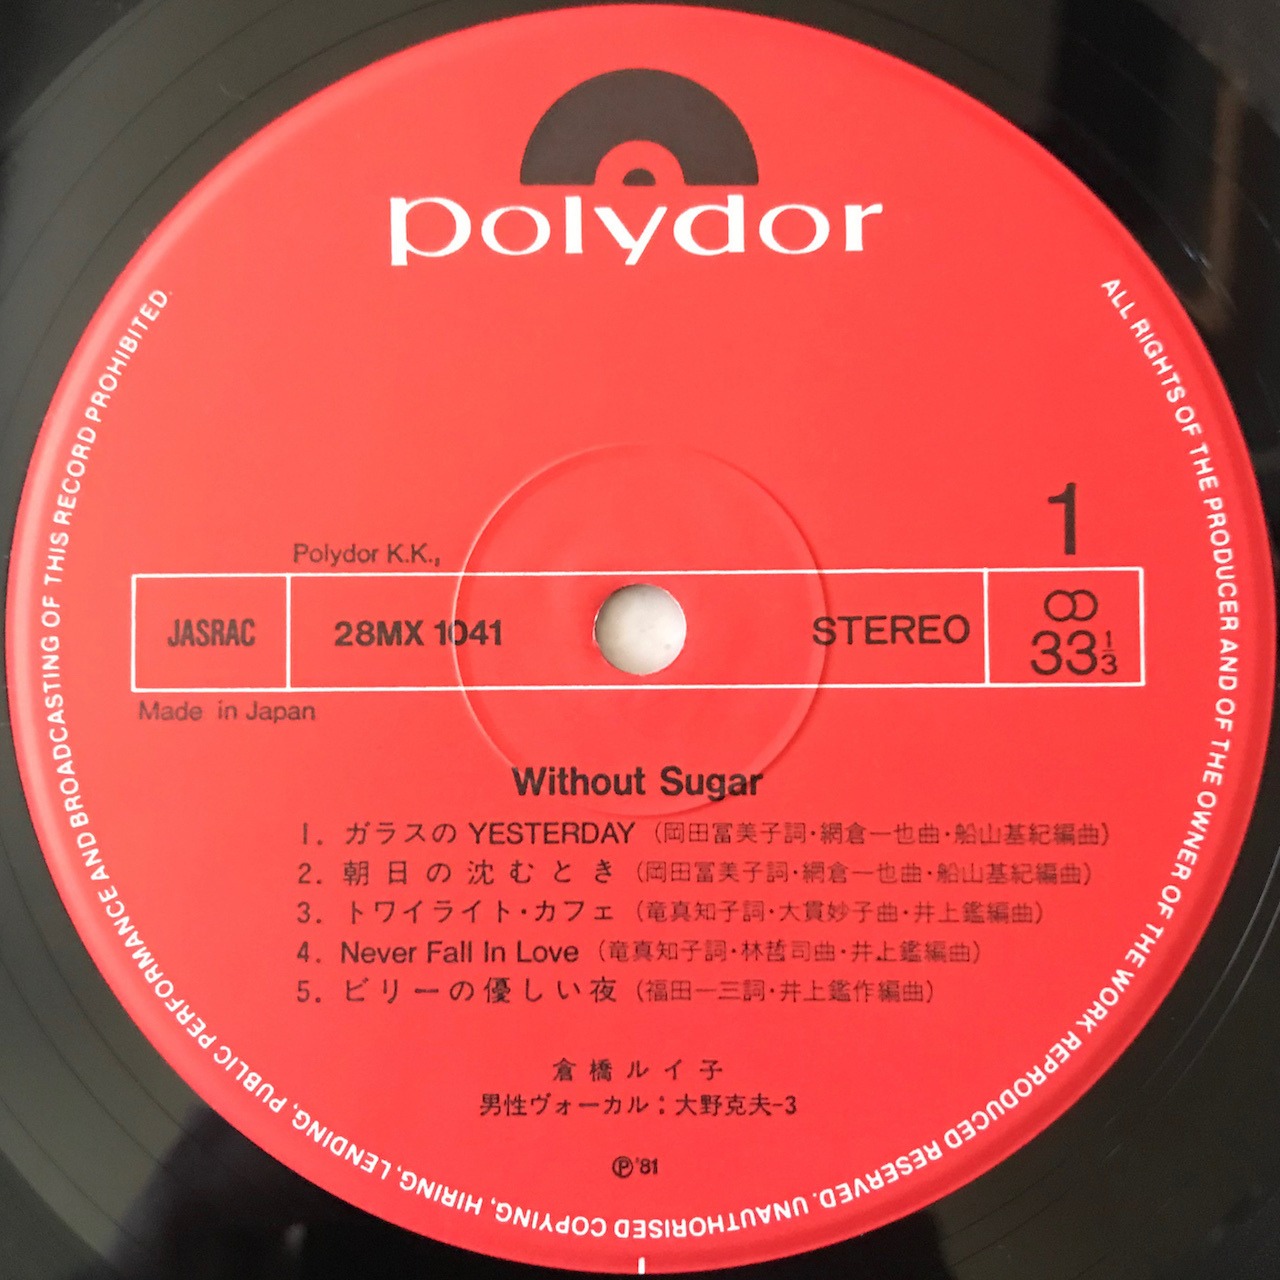 polydor
ALL RIGHTS OF THE PRODUCER AND OF THE OWNER OF THE WORK REPRODUCED RESERVED. UNAUTHORISED COPYING, HIRING, LENDING, PUBLIC PERFORMANCE AND BROADCASTING OF THIS RECORD PROHIBITED.
1
Polydor K.K.,
JASRAC 28MX 1041 STEREO 33 1/3
Made in Japan
Without Sugar
1. ガラスの YESTERDAY (岡田冨美子詞・網倉一也曲・船山基紀編曲)
2. 朝日の沈むとき (岡田冨美子詞・網倉一也曲・船山基紀編曲)
3. トワイライト・カフェ (竜真知子詞・大貫妙子曲・井上鑑編曲)
4. Never Fall In Love (竜真知子詞・林哲司曲・井上鑑編曲)
5. ビリーの優しい夜 (福田一三詞・井上鑑作編曲)
倉橋ルイ子
男性ヴォーカル:大野克夫-3
Ⓟ'81